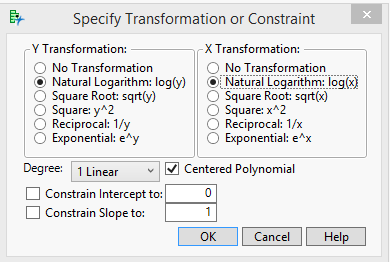 Specify Transformation or Constraint
Y Transformation:
No Transformation
Natural Logarithm: log(y)
Square Root: sqrt(y)
Square: y^2
Reciprocal: 1/y
Exponential: e^y
X Transformation:
No Transformation
Natural Logarithm: log(x)
Square Root: sqrt(x)
Square: x^2
Reciprocal: 1/x
Exponential: e^x
Degree: 1 Linear Centered Polynomial
Constrain Intercept to: 0
Constrain Slope to: 1
OK Cancel Help